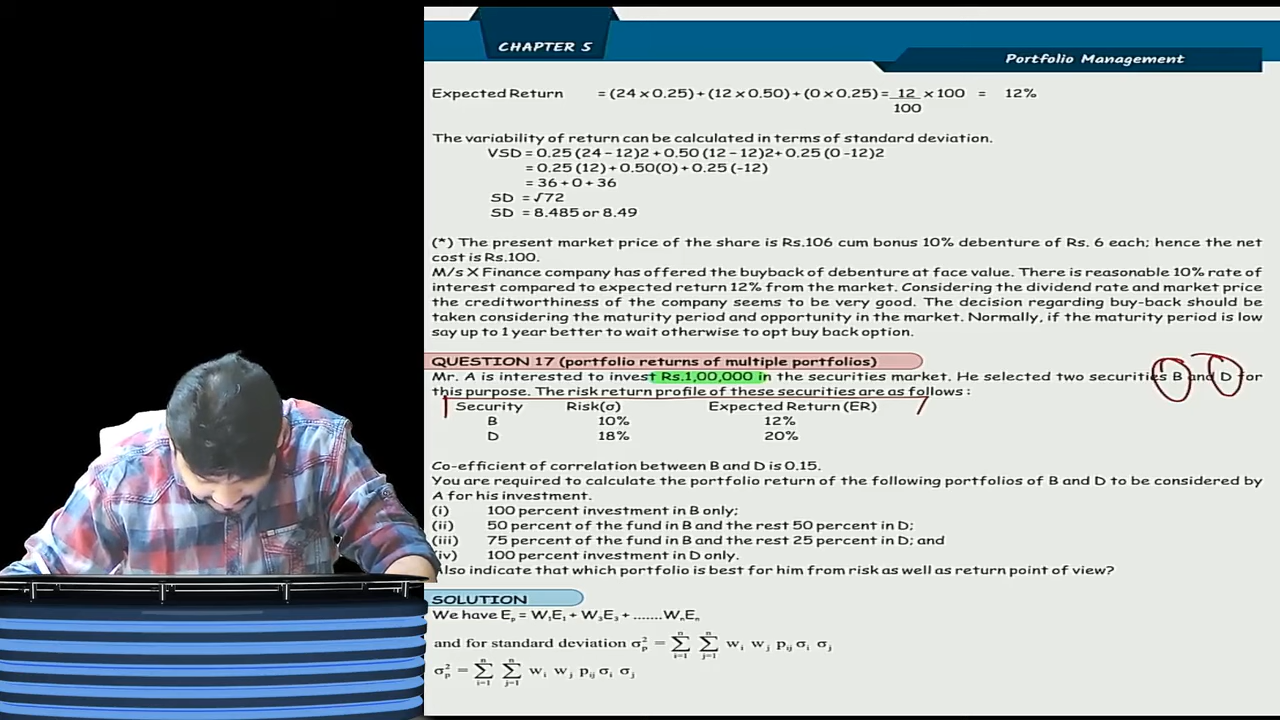 CHAPTER 5
Portfolio Management
Expected Return = (24 x 0.25) + (12 x 0.50) + (0 x 0.25) = 12 x 100 = 12%
100
The variability of return can be calculated in terms of standard deviation.
VSD = 0.25 (24 – 12)2 + 0.50 (12 – 12)2+ 0.25 (0 -12)2
= 0.25 (12) + 0.50(0) + 0.25 (-12)
= 36 + 0 + 36
SD = √72
SD = 8.485 or 8.49
(*) The present market price of the share is Rs.106 cum bonus 10% debenture of Rs. 6 each; hence the net
cost is Rs.100.
M/s X Finance company has offered the buyback of debenture at face value. There is reasonable 10% rate of
interest compared to expected return 12% from the market. Considering the dividend rate and market price
the creditworthiness of the company seems to be very good. The decision regarding buy-back should be
taken considering the maturity period and opportunity in the market. Normally, if the maturity period is low
say up to 1 year better to wait otherwise to opt buy back option.
QUESTION 17 (portfolio returns of multiple portfolios)
Mr. A is interested to invest Rs.1,00,000 in the securities market. He selected two securities B and D for
this purpose. The risk return profile of these securities are as follows :
Security Risk(σ) Expected Return (ER)
B 10% 12%
D 18% 20%
Co-efficient of correlation between B and D is 0.15.
You are required to calculate the portfolio return of the following portfolios of B and D to be considered by
A for his investment.
(i) 100 percent investment in B only;
(ii) 50 percent of the fund in B and the rest 50 percent in D;
(iii) 75 percent of the fund in B and the rest 25 percent in D; and
(iv) 100 percent investment in D only.
Also indicate that which portfolio is best for him from risk as well as return point of view?
SOLUTION
We have Eₚ = W₁E₁ + W₃E₃ + .......WₙEₙ
and for standard deviation σ²ₚ = Σⁿᵢ₌₁ Σⁿⱼ₌₁ wᵢ wⱼ pᵢⱼ σᵢ σⱼ
σ²ₚ = Σⁿᵢ₌₁ Σⁿⱼ₌₁ wᵢ wⱼ pᵢⱼ σᵢ σⱼ